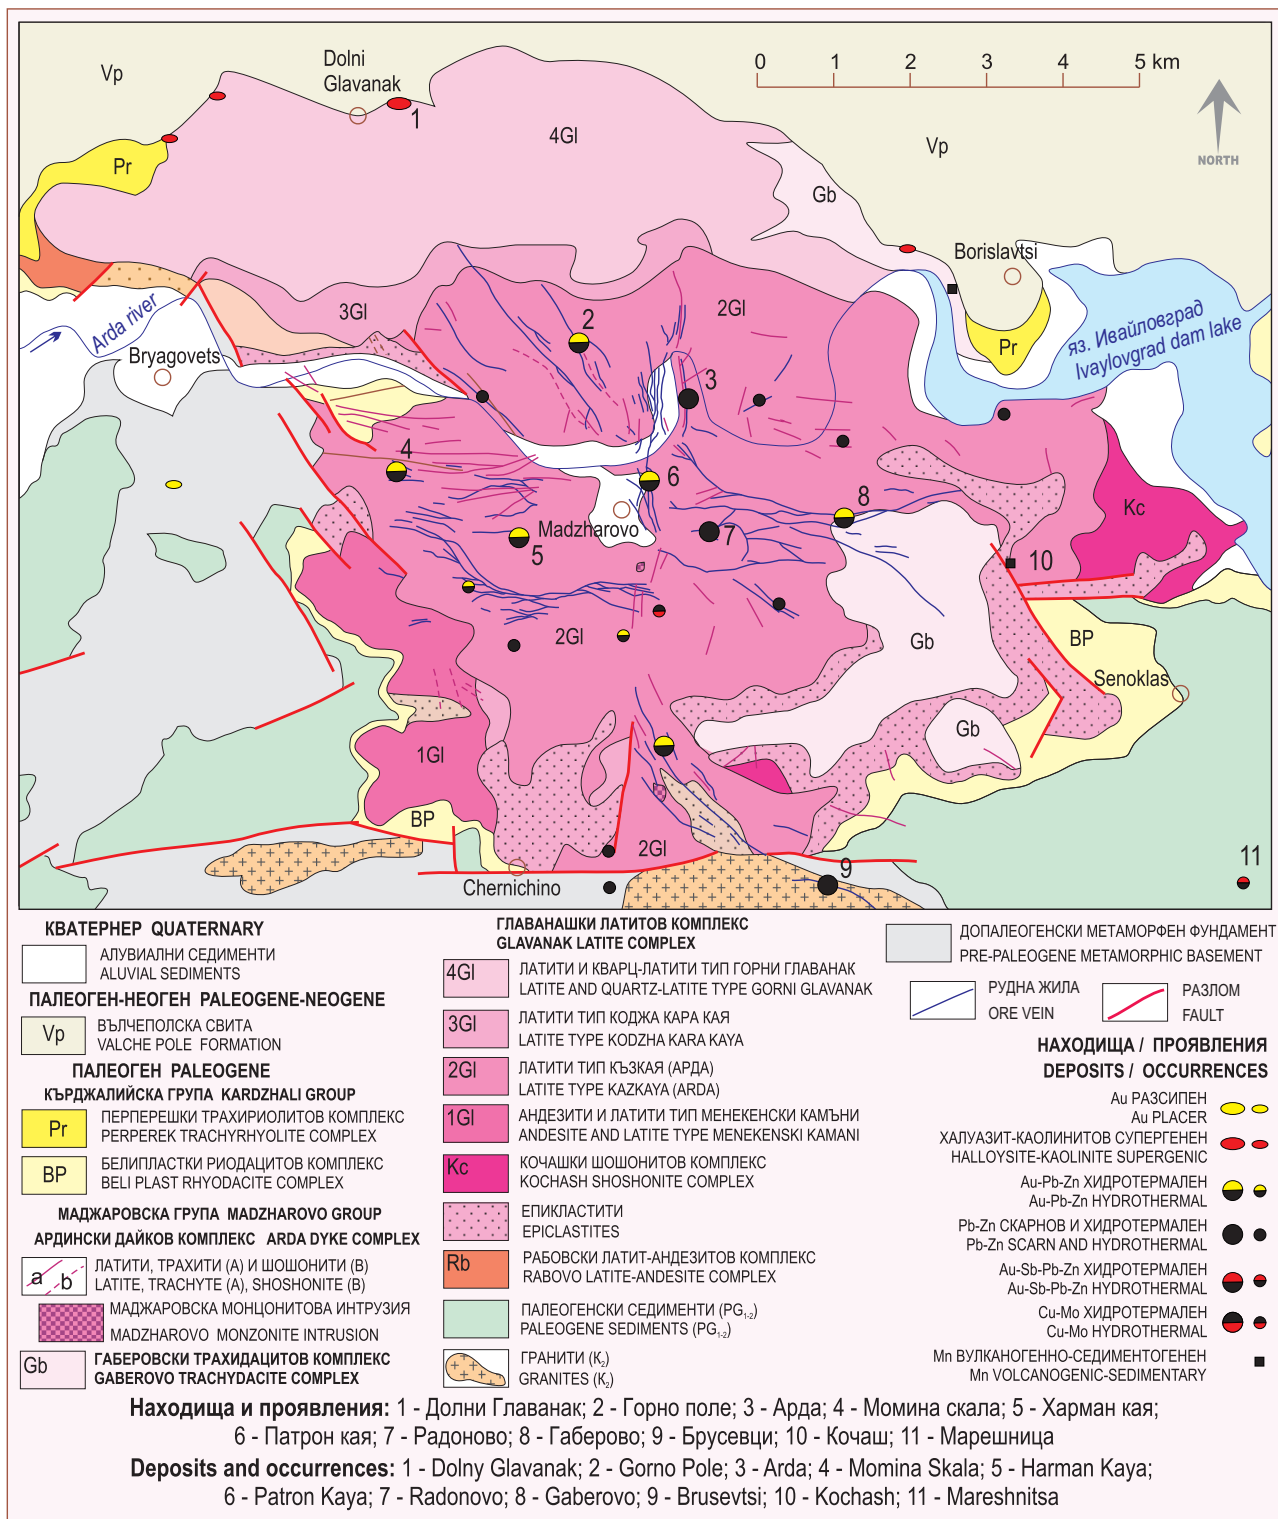 Vp
Dolni
Glavanak
1
4Gl
0 1 2 3 4 5 km
NORTH
Vp
Pr
Gb
Borislavtsi
Arda river
3Gl
2
2Gl
Bryagovets
Pr
яз. Ивайловград
Ivaylovgrad dam lake
3
4
6
8
Kc
Madzharovo
7
5
10
2Gl
Gb
BP
Senoklas
1Gl
Gb
BP
2Gl
9
11
Chernichino
КВАТЕРНЕР QUATERNARY
АЛУВИАЛНИ СЕДИМЕНТИ
ALUVIAL SEDIMENTS
ПАЛЕОГЕН-НЕОГЕН PALEOGENE-NEOGENE
Vp
ВЪЛЧЕПОЛСКА СВИТА
VALCHE POLE FORMATION
ПАЛЕОГЕН PALEOGENE
КЪРДЖАЛИЙСКА ГРУПА KARDZHALI GROUP
Pr
ПЕРПЕРЕШКИ ТРАХИРИОЛИТОВ КОМПЛЕКС
PERPEREK TRACHYRHYOLITE COMPLEX
BP
БЕЛИПЛАСТКИ РИОДАЦИТОВ КОМПЛЕКС
BELI PLAST RHYODACITE COMPLEX
МАДЖАРОВСКА ГРУПА MADZHAROVO GROUP
АРДИНСКИ ДАЙКОВ КОМПЛЕКС ARDA DYKE COMPLEX
a b
ЛАТИТИ, ТРАХИТИ (А) И ШОШОНИТИ (В)
LATITE, TRACHYTE (A), SHOSHONITE (B)
МАДЖАРОВСКА МОНЦОНИТОВА ИНТРУЗИЯ
MADZHAROVO MONZONITE INTRUSION
Gb
ГАБЕРОВСКИ ТРАХИДАЦИТОВ КОМПЛЕКС
GABEROVO TRACHYDACITE COMPLEX
ГЛАВАНАШКИ ЛАТИТОВ КОМПЛЕКС
GLAVANAK LATITE COMPLEX
4Gl
ЛАТИТИ И КВАРЦ-ЛАТИТИ ТИП ГОРНИ ГЛАВАНАК
LATITE AND QUARTZ-LATITE TYPE GORNI GLAVANAK
3Gl
ЛАТИТИ ТИП КОДЖА КАРА КАЯ
LATITE TYPE KODZHA KARA KAYA
2Gl
ЛАТИТИ ТИП КЪЗКАЯ (АРДА)
LATITE TYPE KAZKAYA (ARDA)
1Gl
АНДЕЗИТИ И ЛАТИТИ ТИП МЕНЕКЕНСКИ КАМЪНИ
ANDESITE AND LATITE TYPE MENEKENSKI KAMANI
Kc
КОЧАШКИ ШОШОНИТОВ КОМПЛЕКС
KOCHASH SHOSHONITE COMPLEX
ЕПИКЛАСТИТИ
EPICLASTITES
Rb
РАБОВСКИ ЛАТИТ-АНДЕЗИТОВ КОМПЛЕКС
RABOVO LATITE-ANDESITE COMPLEX
ПАЛЕОГЕНСКИ СЕДИМЕНТИ (PG1-2)
PALEOGENE SEDIMENTS (PG1-2)
ГРАНИТИ (K2)
GRANITES (K2)
ДОПАЛЕОГЕНСКИ МЕТАМОРФЕН ФУНДАМЕНТ
PRE-PALEOGENE METAMORPHIC BASEMENT
РУДНА ЖИЛА
ORE VEIN
РАЗЛОМ
FAULT
НАХОДИЩА / ПРОЯВЛЕНИЯ
DEPOSITS / OCCURRENCES
Au РАЗСИПЕН
Au PLACER
ХАЛУАЗИТ-КАОЛИНИТОВ СУПЕРГЕНЕН
HALLOYSITE-KAOLINITE SUPERGENIC
Au-Pb-Zn ХИДРОТЕРМАЛЕН
Au-Pb-Zn HYDROTHERMAL
Pb-Zn СКАРНОВ И ХИДРОТЕРМАЛЕН
Pb-Zn SCARN AND HYDROTHERMAL
Au-Sb-Pb-Zn ХИДРОТЕРМАЛЕН
Au-Sb-Pb-Zn HYDROTHERMAL
Cu-Mo ХИДРОТЕРМАЛЕН
Cu-Mo HYDROTHERMAL
Mn ВУЛКАНОГЕННО-СЕДИМЕНТОГЕНЕН
Mn VOLCANOGENIC-SEDIMENTARY
Находища и проявления: 1 - Долни Главанак; 2 - Горно поле; 3 - Арда; 4 - Момина скала; 5 - Харман кая;
6 - Патрон кая; 7 - Радоново; 8 - Габерово; 9 - Брусевци; 10 - Кочаш; 11 - Марешница
Deposits and occurrences: 1 - Dolny Glavanak; 2 - Gorno Pole; 3 - Arda; 4 - Momina Skala; 5 - Harman Kaya;
6 - Patron Kaya; 7 - Radonovo; 8 - Gaberovo; 9 - Brusevtsi; 10 - Kochash; 11 - Mareshnitsa